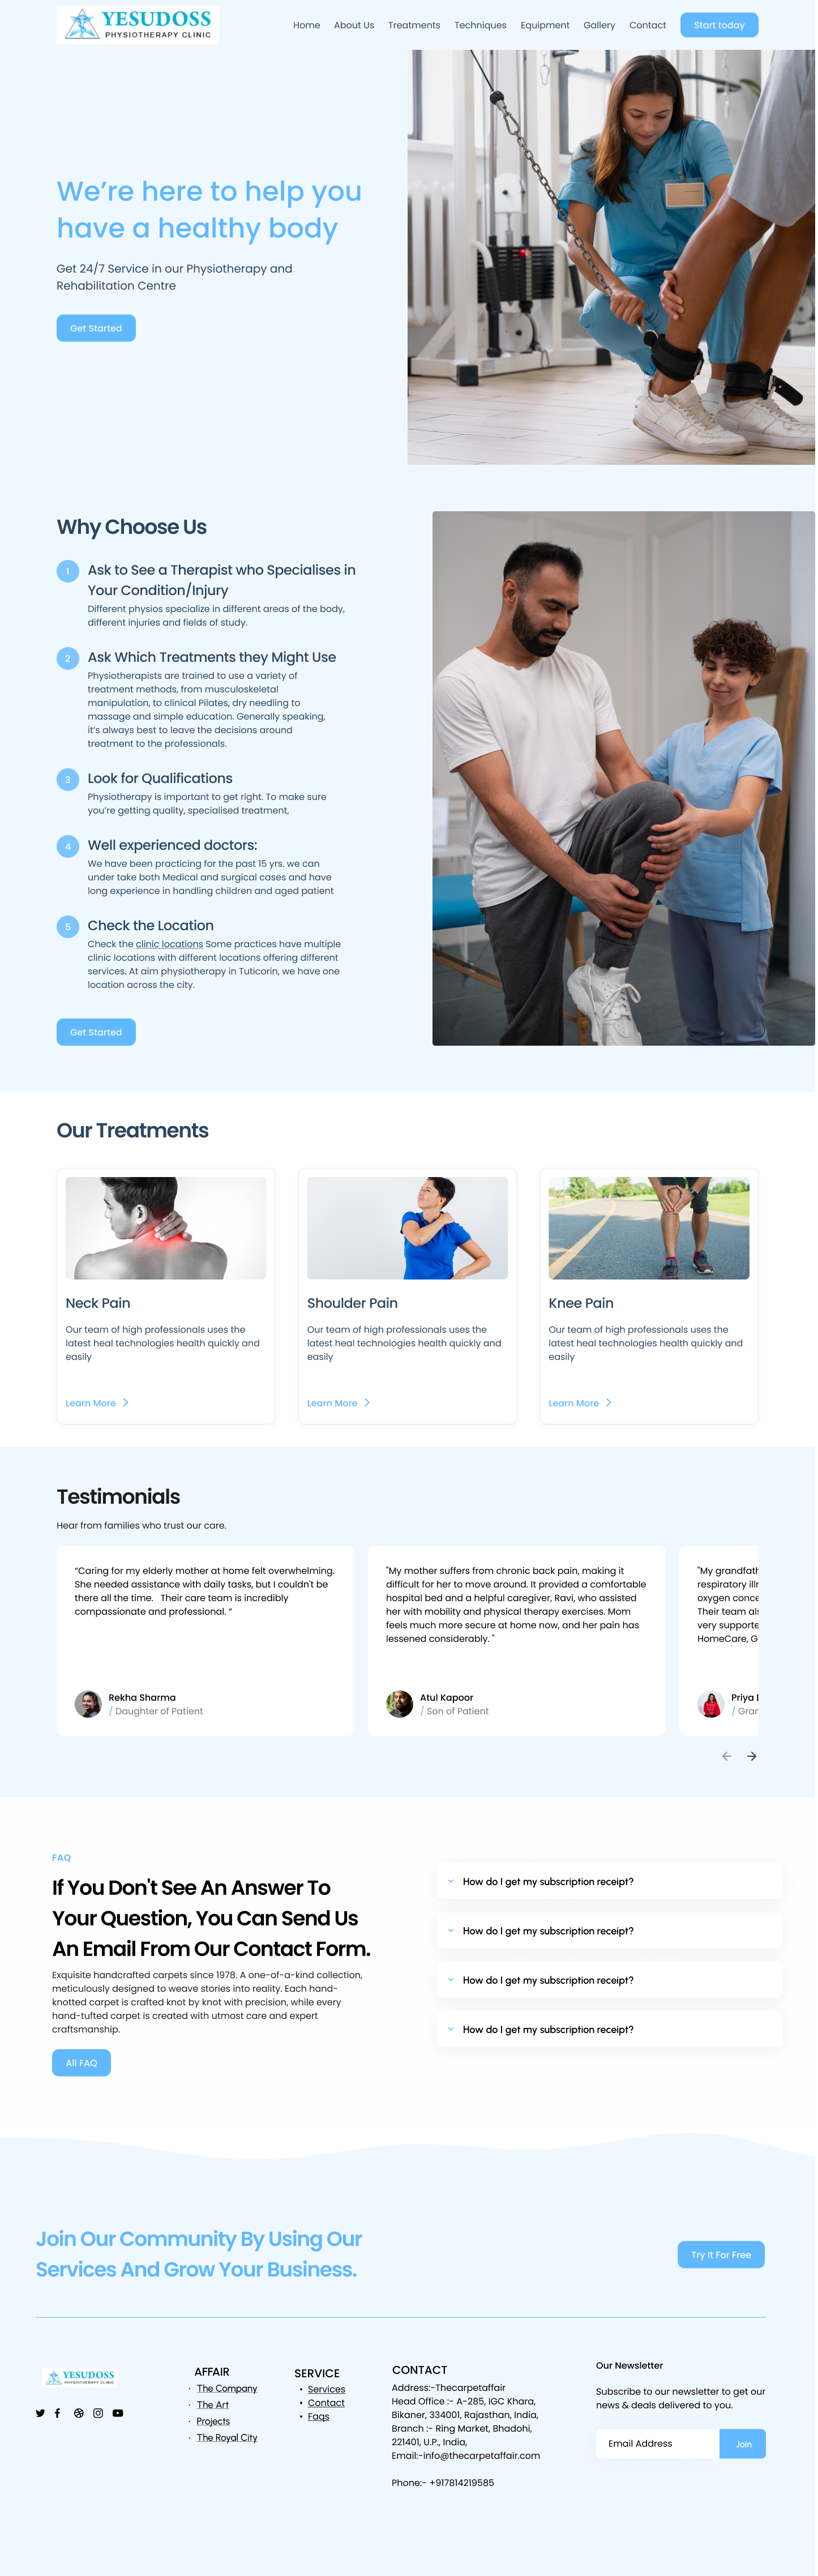 YESUDOSS
PHYSIOTHERAPY CLINIC
Home About Us Treatments Techniques Equipment Gallery Contact Start today
We’re here to help you
have a healthy body
Get 24/7 Service in our Physiotherapy and
Rehabilitation Centre
Get Started
Why Choose Us
1
Ask to See a Therapist who Specialises in
Your Condition/Injury
Different physios specialize in different areas of the body,
different injuries and fields of study.
2
Ask Which Treatments they Might Use
Physiotherapists are trained to use a variety of
treatment methods, from musculoskeletal
manipulation, to clinical Pilates, dry needling to
massage and simple education. Generally speaking,
it’s always best to leave the decisions around
treatment to the professionals.
3
Look for Qualifications
Physiotherapy is important to get right. To make sure
you’re getting quality, specialised treatment,
4
Well experienced doctors:
We have been practicing for the past 15 yrs. we can
under take both Medical and surgical cases and have
long experience in handling children and aged patient
5
Check the Location
Check the clinic locations Some practices have multiple
clinic locations with different locations offering different
services. At aim physiotherapy in Tuticorin, we have one
location across the city.
Get Started
Our Treatments
Neck Pain
Our team of high professionals uses the
latest heal technologies health quickly and
easily
Learn More
Shoulder Pain
Our team of high professionals uses the
latest heal technologies health quickly and
easily
Learn More
Knee Pain
Our team of high professionals uses the
latest heal technologies health quickly and
easily
Learn More
Testimonials
Hear from families who trust our care.
“Caring for my elderly mother at home felt overwhelming.
She needed assistance with daily tasks, but I couldn't be
there all the time. Their care team is incredibly
compassionate and professional. ”
Rekha Sharma
/ Daughter of Patient
"My mother suffers from chronic back pain, making it
difficult for her to move around. It provided a comfortable
hospital bed and a helpful caregiver, Ravi, who assisted
her with mobility and physical therapy exercises. Mom
feels much more secure at home now, and her pain has
lessened considerably. "
Atul Kapoor
/ Son of Patient
"My grandfath
respiratory illr
oxygen conce
Their team als
very supporte
HomeCare, G
Priya
/ Gran
FAQ
If You Don't See An Answer To
Your Question, You Can Send Us
An Email From Our Contact Form.
Exquisite handcrafted carpets since 1978. A one-of-a-kind collection,
meticulously designed to weave stories into reality. Each hand-
knotted carpet is crafted knot by knot with precision, while every
hand-tufted carpet is created with utmost care and expert
craftsmanship.
All FAQ
How do I get my subscription receipt?
How do I get my subscription receipt?
How do I get my subscription receipt?
How do I get my subscription receipt?
Join Our Community By Using Our
Services And Grow Your Business.
Try It For Free
YESUDOSS
PHYSIOTHERAPY CLINIC
AFFAIR
· The Company
· The Art
· Projects
· The Royal City
SERVICE
• Services
• Contact
• Faqs
CONTACT
Address:-Thecarpetaffair
Head Office :- A-285, IGC Khara,
Bikaner, 334001, Rajasthan, India,
Branch :- Ring Market, Bhadohi,
221401, U.P., India,
Email:-info@thecarpetaffair.com
Phone:- +917814219585
Our Newsletter
Subscribe to our newsletter to get our
news & deals delivered to you.
Email Address Join